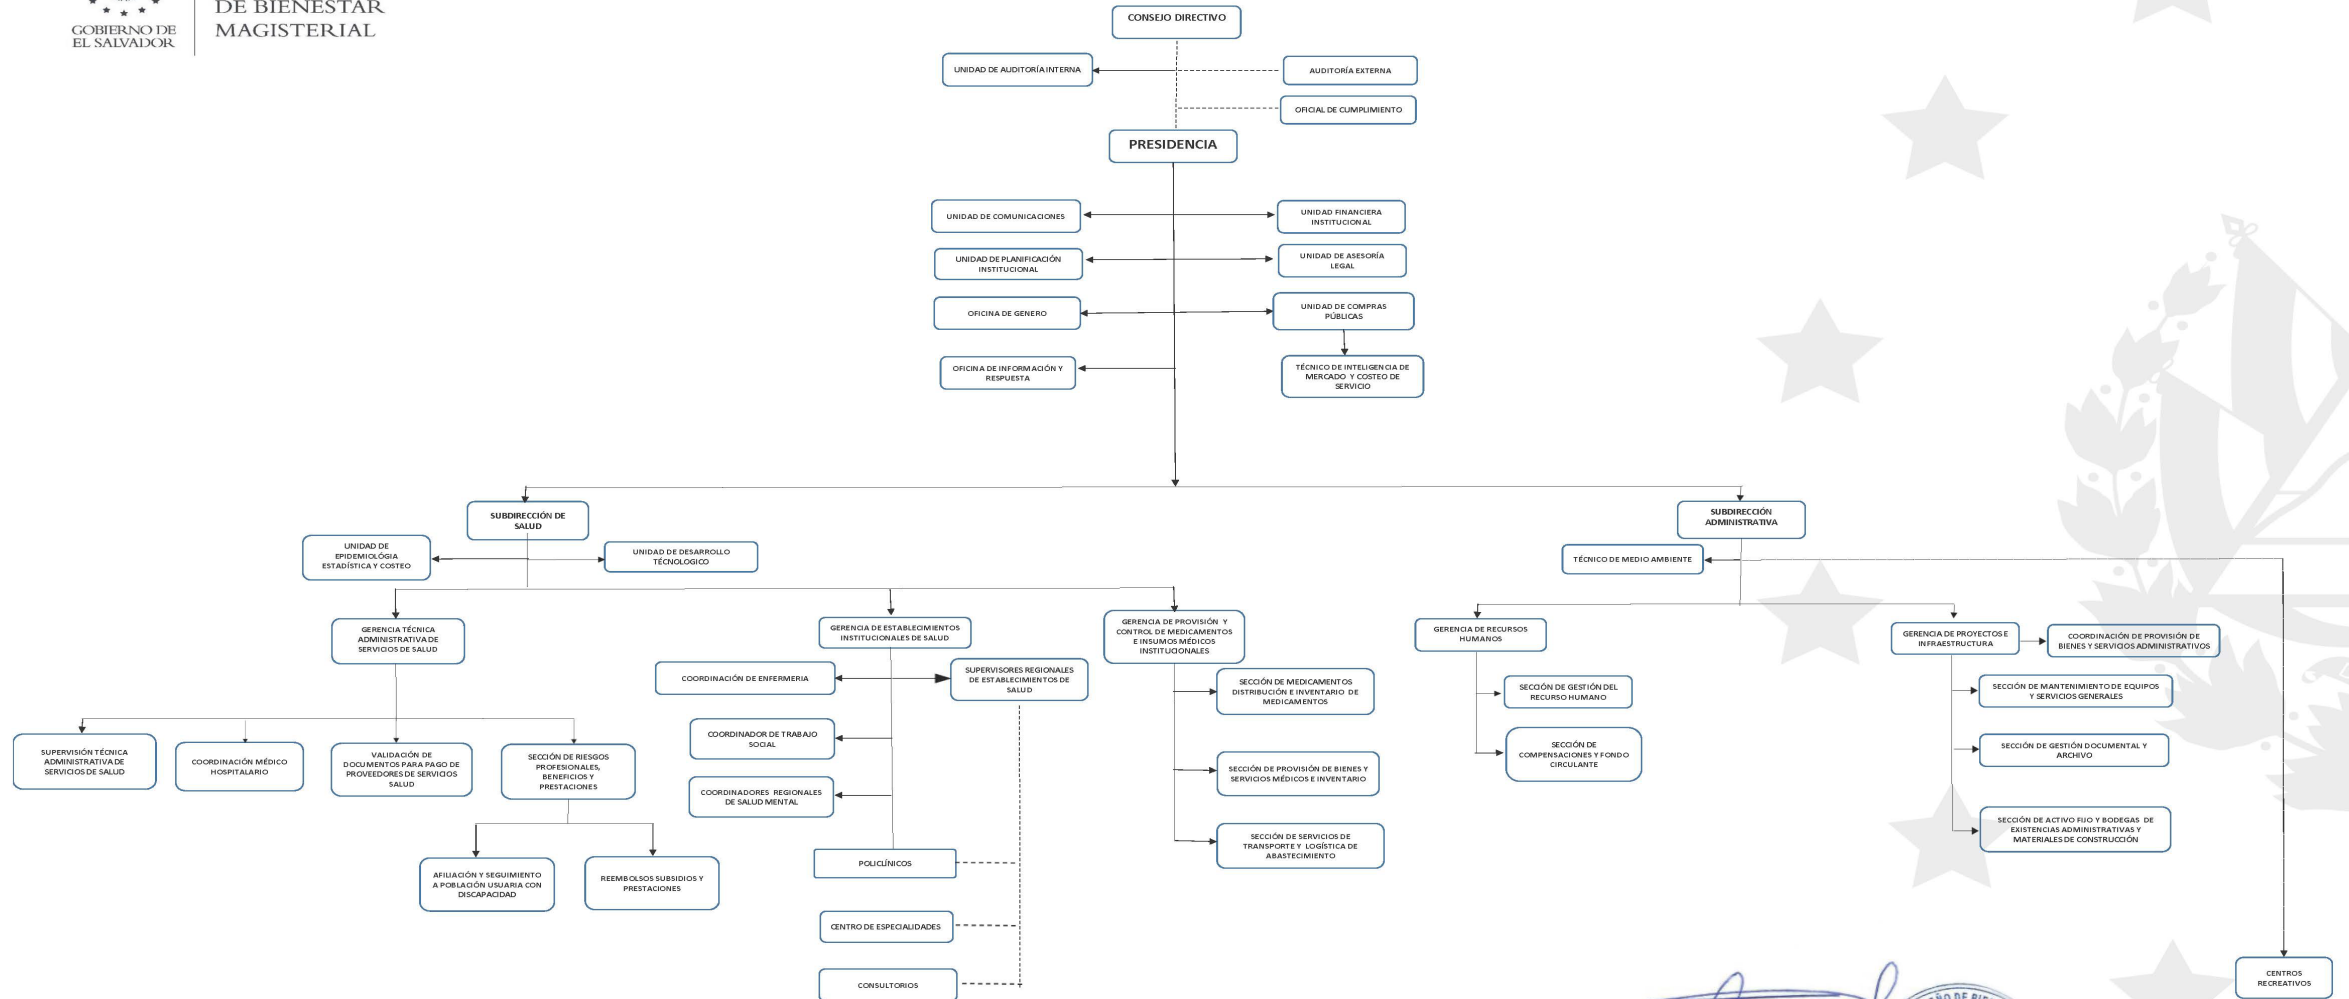 DE BIENESTAR
MAGISTERIAL
GOBIERNO DE
EL SALVADOR
CONSEJO DIRECTIVO
UNIDAD DE AUDITORÍA INTERNA
AUDITORÍA EXTERNA
OFICIAL DE CUMPLIMIENTO
PRESIDENCIA
UNIDAD DE COMUNICACIONES
UNIDAD FINANCIERA
INSTITUCIONAL
UNIDAD DE PLANIFICACIÓN
INSTITUCIONAL
UNIDAD DE ASESORÍA
LEGAL
OFICINA DE GENERO
UNIDAD DE COMPRAS
PÚBLICAS
OFICINA DE INFORMACIÓN Y
RESPUESTA
TÉCNICO DE INTELIGENCIA DE
MERCADO Y COSTEO DE
SERVICIO
SUBDIRECCIÓN DE
SALUD
SUBDIRECCIÓN
ADMINISTRATIVA
UNIDAD DE
EPIDEMIOLÓGIA
ESTADÍSTICA Y COSTEO
UNIDAD DE DESARROLLO
TÉCNOLOGICO
TÉCNICO DE MEDIO AMBIENTE
GERENCIA TÉCNICA
ADMINISTRATIVA DE
SERVICIOS DE SALUD
GERENCIA DE ESTABLECIMIENTOS
INSTITUCIONALES DE SALUD
GERENCIA DE PROVISIÓN Y
CONTROL DE MEDICAMENTOS
E INSUMOS MÉDICOS
INSTITUCIONALES
GERENCIA DE RECURSOS
HUMANOS
GERENCIA DE PROYECTOS E
INFRAESTRUCTURA
COORDINACIÓN DE PROVISIÓN DE
BIENES Y SERVICIOS ADMINISTRATIVOS
COORDINACIÓN DE ENFERMERIA
SUPERVISORES REGIONALES
DE ESTABLECIMIENTOS DE
SALUD
SECCIÓN DE MEDICAMENTOS
DISTRIBUCIÓN E INVENTARIO DE
MEDICAMENTOS
SECCIÓN DE GESTIÓN DEL
RECURSO HUMANO
SECCIÓN DE MANTENIMIENTO DE EQUIPOS
Y SERVICIOS GENERALES
SUPERVISIÓN TÉCNICA
ADMINISTRATIVA DE
SERVICIOS DE SALUD
COORDINACIÓN MÉDICO
HOSPITALARIO
VALIDACIÓN DE
DOCUMENTOS PARA PAGO DE
PROVEEDORES DE SERVICIOS
SALUD
SECCIÓN DE RIESGOS
PROFESIONALES,
BENEFICIOS Y
PRESTACIONES
COORDINADOR DE TRABAJO
SOCIAL
SECCIÓN DE PROVISIÓN DE BIENES Y
SERVICIOS MÉDICOS E INVENTARIO
SECCIÓN DE
COMPENSACIONES Y FONDO
CIRCULANTE
SECCIÓN DE GESTIÓN DOCUMENTAL Y
ARCHIVO
COORDINADORES REGIONALES
DE SALUD MENTAL
SECCIÓN DE SERVICIOS DE
TRANSPORTE Y LOGÍSTICA DE
ABASTECIMIENTO
SECCIÓN DE ACTIVO FIJO Y BODEGAS DE
EXISTENCIAS ADMINISTRATIVAS Y
MATERIALES DE CONSTRUCCIÓN
AFILIACIÓN Y SEGUIMIENTO
A POBLACIÓN USUARIA CON
DISCAPACIDAD
REEMBOLSOS SUBSIDIOS Y
PRESTACIONES
POLICLÍNICOS
CENTRO DE ESPECIALIDADES
CONSULTORIOS
CENTROS
RECREATIVOS